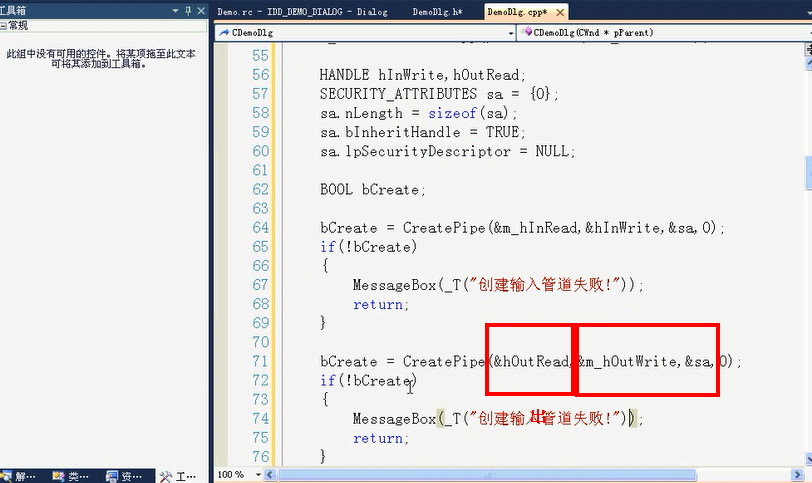 工具箱
常规
此组中没有可用的控件。将某项拖至此文本可将其添加到工具箱。
解...
类...
资...
工...
Demo.rc - IDD_DEMO_DIALOG - Dialog
DemoDlg.h*
DemoDlg.cpp*
CDemoDlg
CDemoDlg(CWnd * pParent)
55
56 HANDLE hInWrite,hOutRead;
57 SECURITY_ATTRIBUTES sa = {0};
58 sa.nLength = sizeof(sa);
59 sa.bInheritHandle = TRUE;
60 sa.lpSecurityDescriptor = NULL;
61
62 BOOL bCreate;
63
64 bCreate = CreatePipe(&m_hInRead,&hInWrite,&sa,0);
65 if(!bCreate)
66 {
67 MessageBox(_T("创建输入管道失败!"));
68 return;
69 }
70
71 bCreate = CreatePipe(&hOutRead,&m_hOutWrite,&sa,0);
72 if(!bCreate)
73 {
74 MessageBox(_T("创建输入管道失败!"));
出
75 return;
76 }
100 %